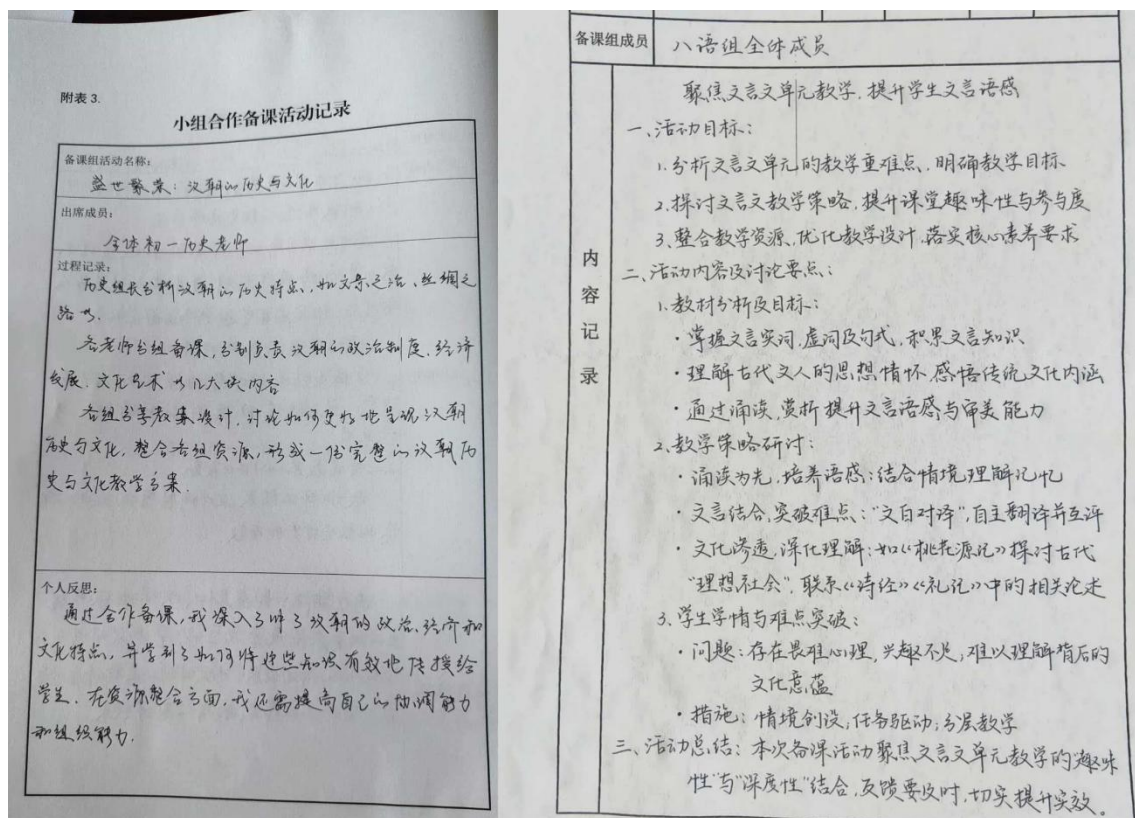 附表 3.
小组合作备课活动记录
备课组活动名称：
盛世繁荣：汉朝的历史与文化
出席成员：
全体初一历史老师
过程记录：
历史组长分析汉朝的历史特点，如文景之治、丝绸之
路等.
各老师分组备课，分别负责汉朝的政治制度、经济
发展、文化艺术等几大块内容
各组分享教案设计，讨论如何更好地呈现汉朝
历史与文化，整合各组资源，形成一份完整的汉朝历
史与文化教学方案.
个人反思：
通过合作备课，我深入了解了汉朝的政治、经济和
文化特点，并学到了如何将这些知识有效地传授给
学生. 在资源整合方面，我还需提高自己的协调能力
和组织能力.
备课组成员
八语组全体成员
内容记录
聚焦文言文单元教学，提升学生文言语感
一、活动目标：
1.分析文言文单元的教学重难点，明确教学目标
2.探讨文言文教学策略，提升课堂趣味性与参与度
3.整合教学资源，优化教学设计，落实核心素养要求
二、活动内容及讨论要点：
1.教材分析及目标：
·掌握文言实词，虚词及句式，积累文言知识
·理解古代文人的思想情怀，感悟传统文化内涵
·通过诵读，赏析提升文言语感与审美能力
2.教学策略研讨：
·诵读为先，培养语感：结合情境理解记忆
·文言结合，突破难点：“文白对译”，自主翻译并互评
·文化渗透，深化理解：如《桃花源记》探讨古代
“理想社会”，联系《诗经》《礼记》中的相关论述
3.学生学情与难点突破：
·问题：存在畏难心理，兴趣不足，难以理解背后的
文化意蕴
·措施：情境创设；任务驱动；分层教学
三、活动总结：本次备课活动聚焦文言文单元教学的“趣味
性”与“深度性”结合，反馈要及时，切实提升实效。